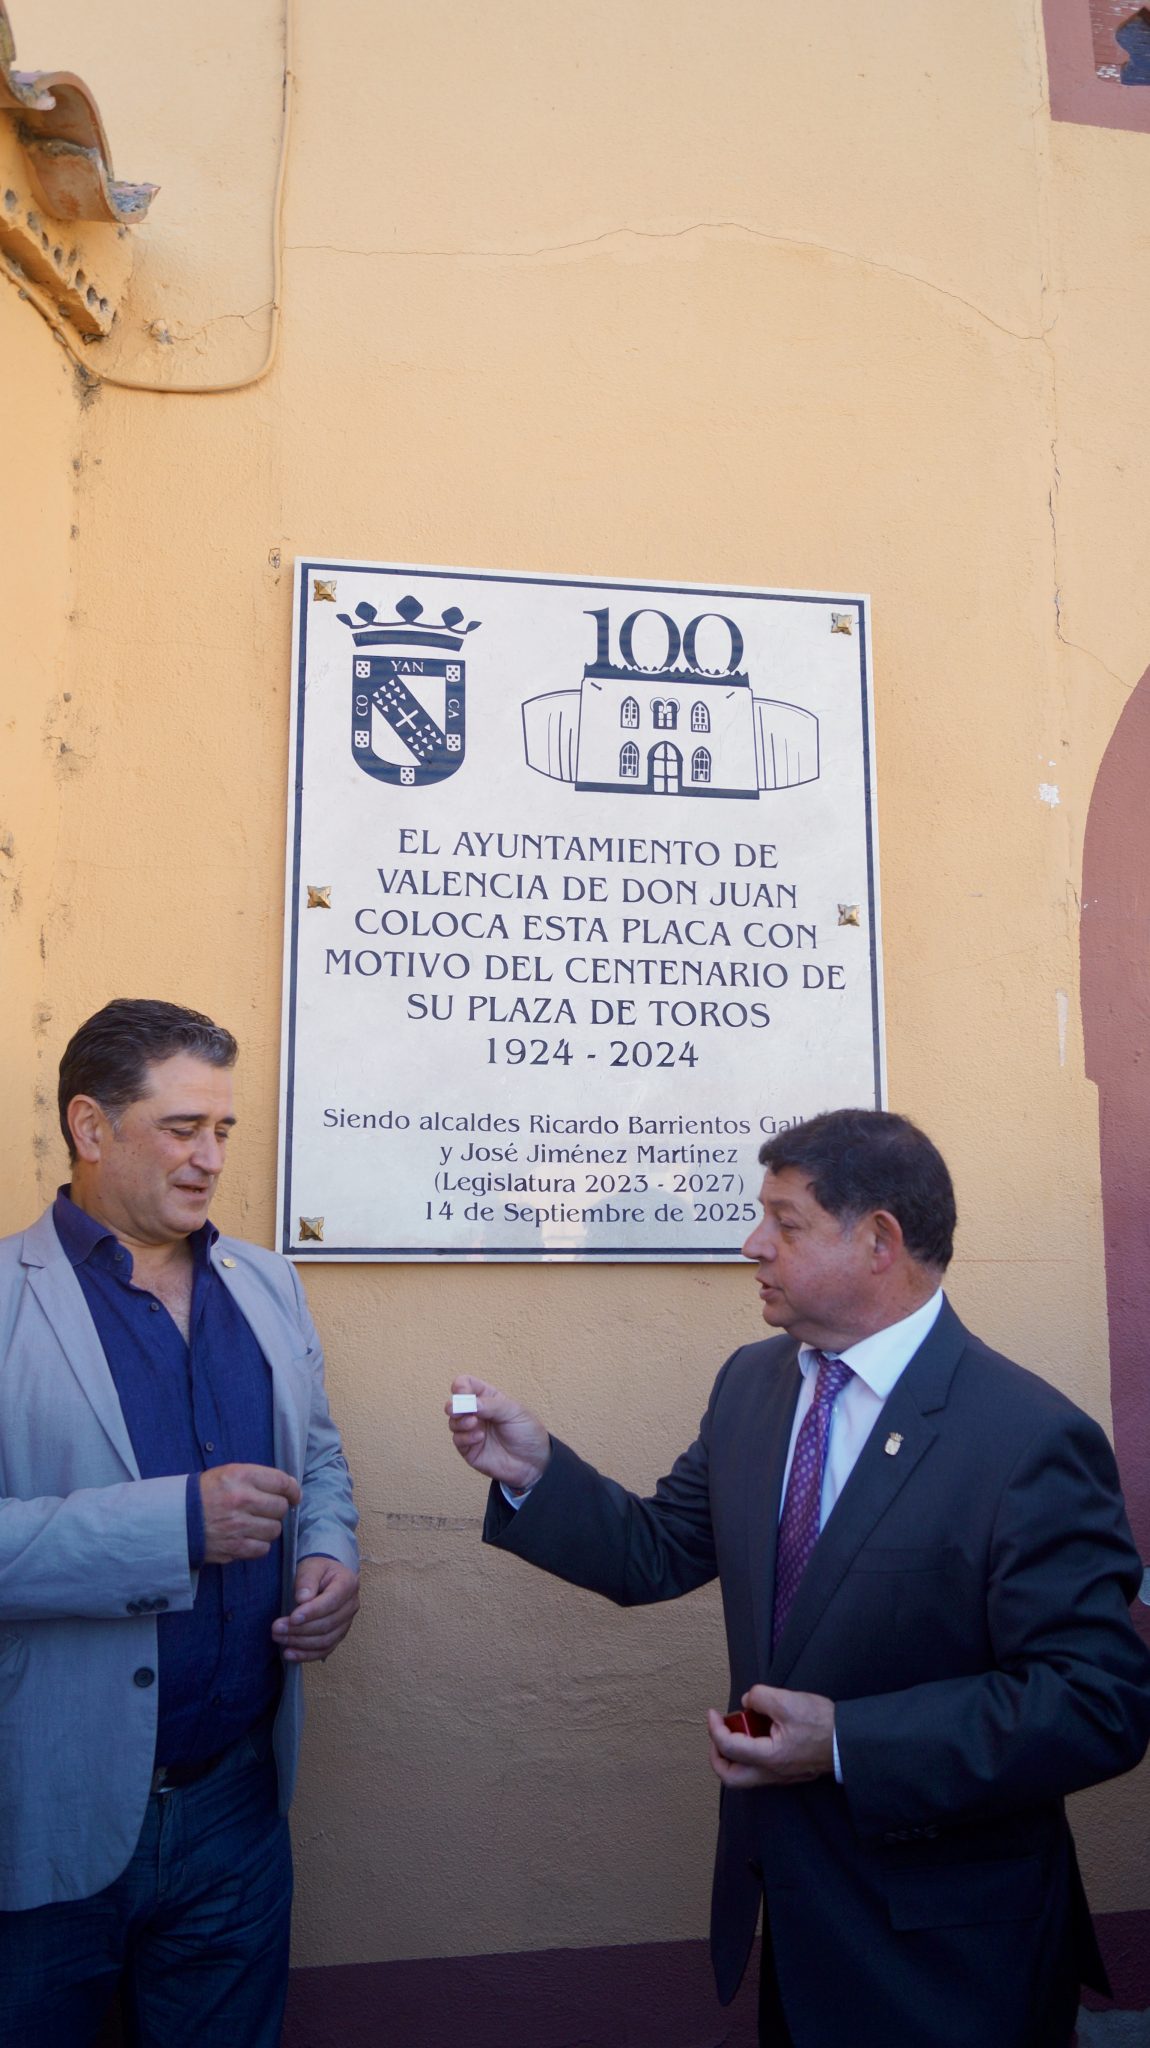 100
YAN
CO
CA
EL AYUNTAMIENTO DE
VALENCIA DE DON JUAN
COLOCA ESTA PLACA CON
MOTIVO DEL CENTENARIO DE
SU PLAZA DE TOROS
1924 - 2024
Siendo alcaldes Ricardo Barrientos
y José Jiménez Martínez
(Legislatura 2023 - 2027)
14 de Septiembre de 2025